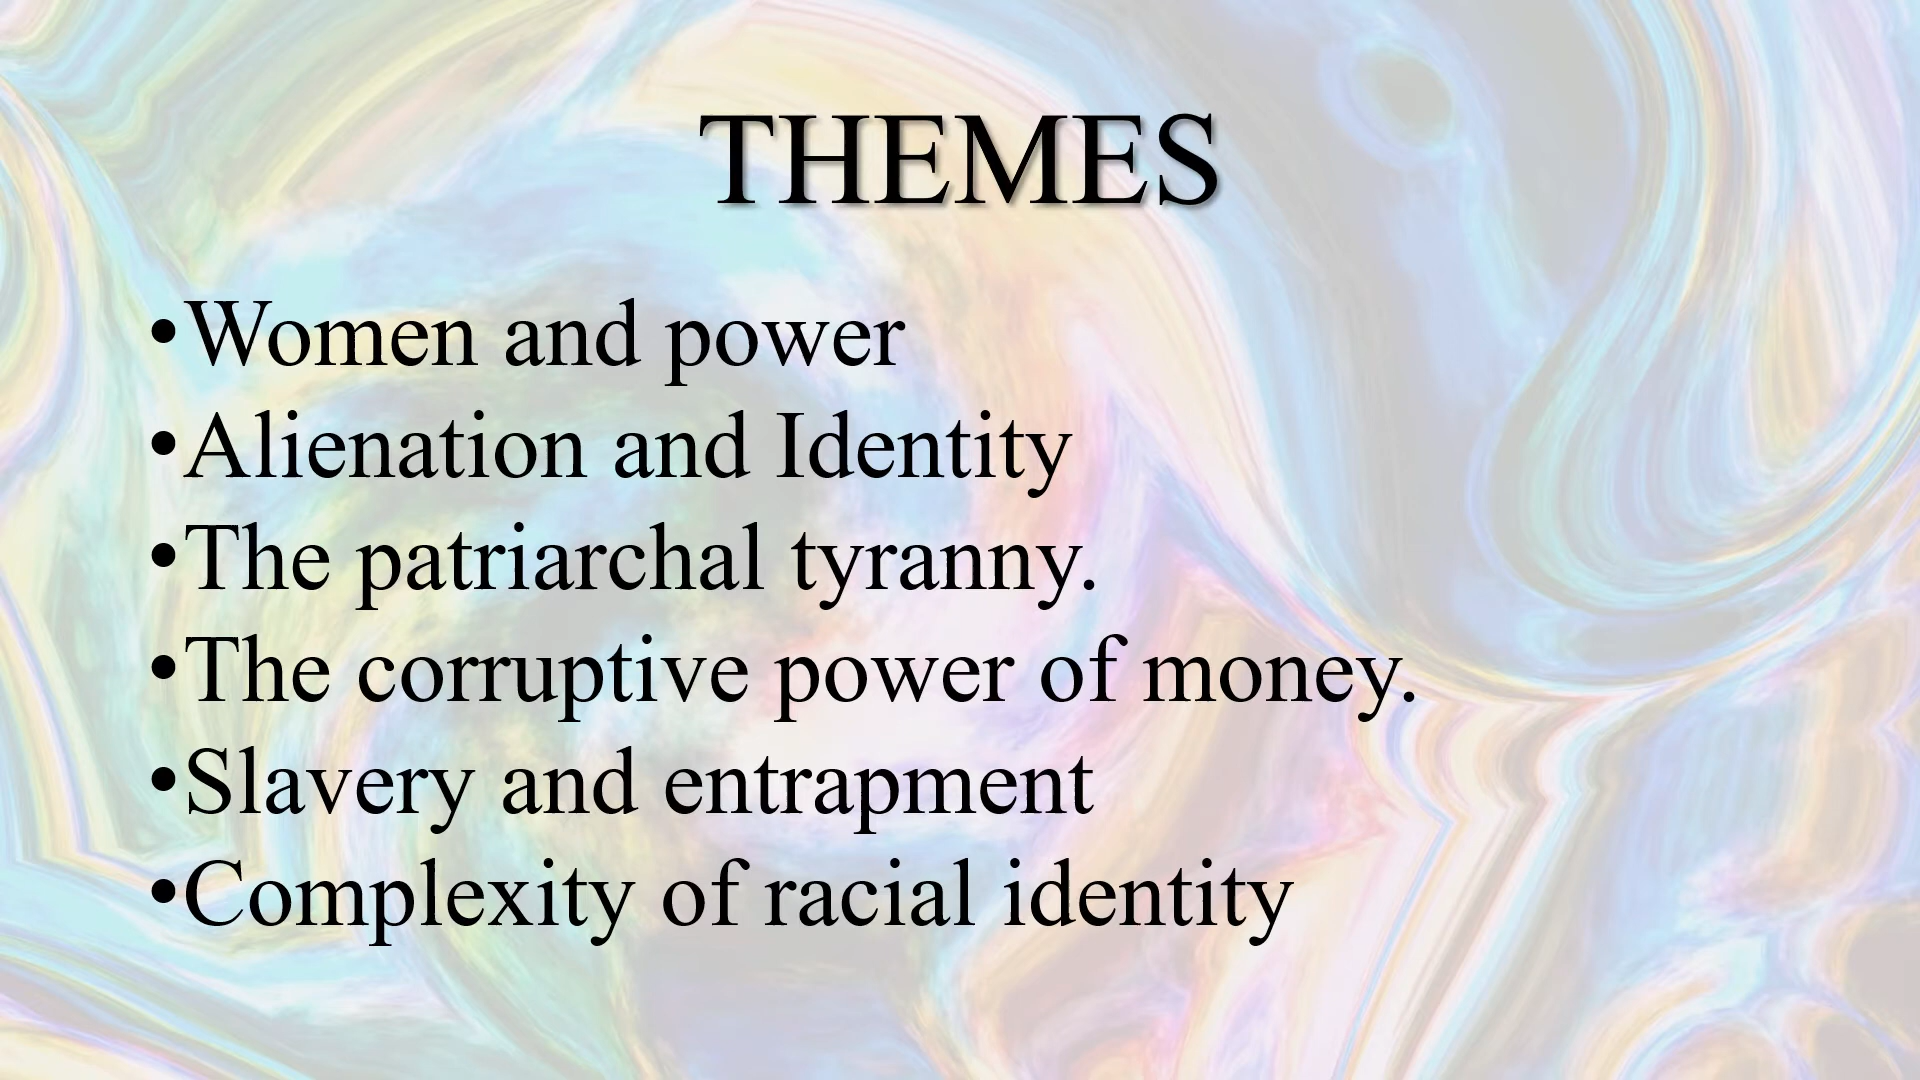 THEMES
•Women and power
•Alienation and Identity
•The patriarchal tyranny.
•The corruptive power of money.
•Slavery and entrapment
•Complexity of racial identity